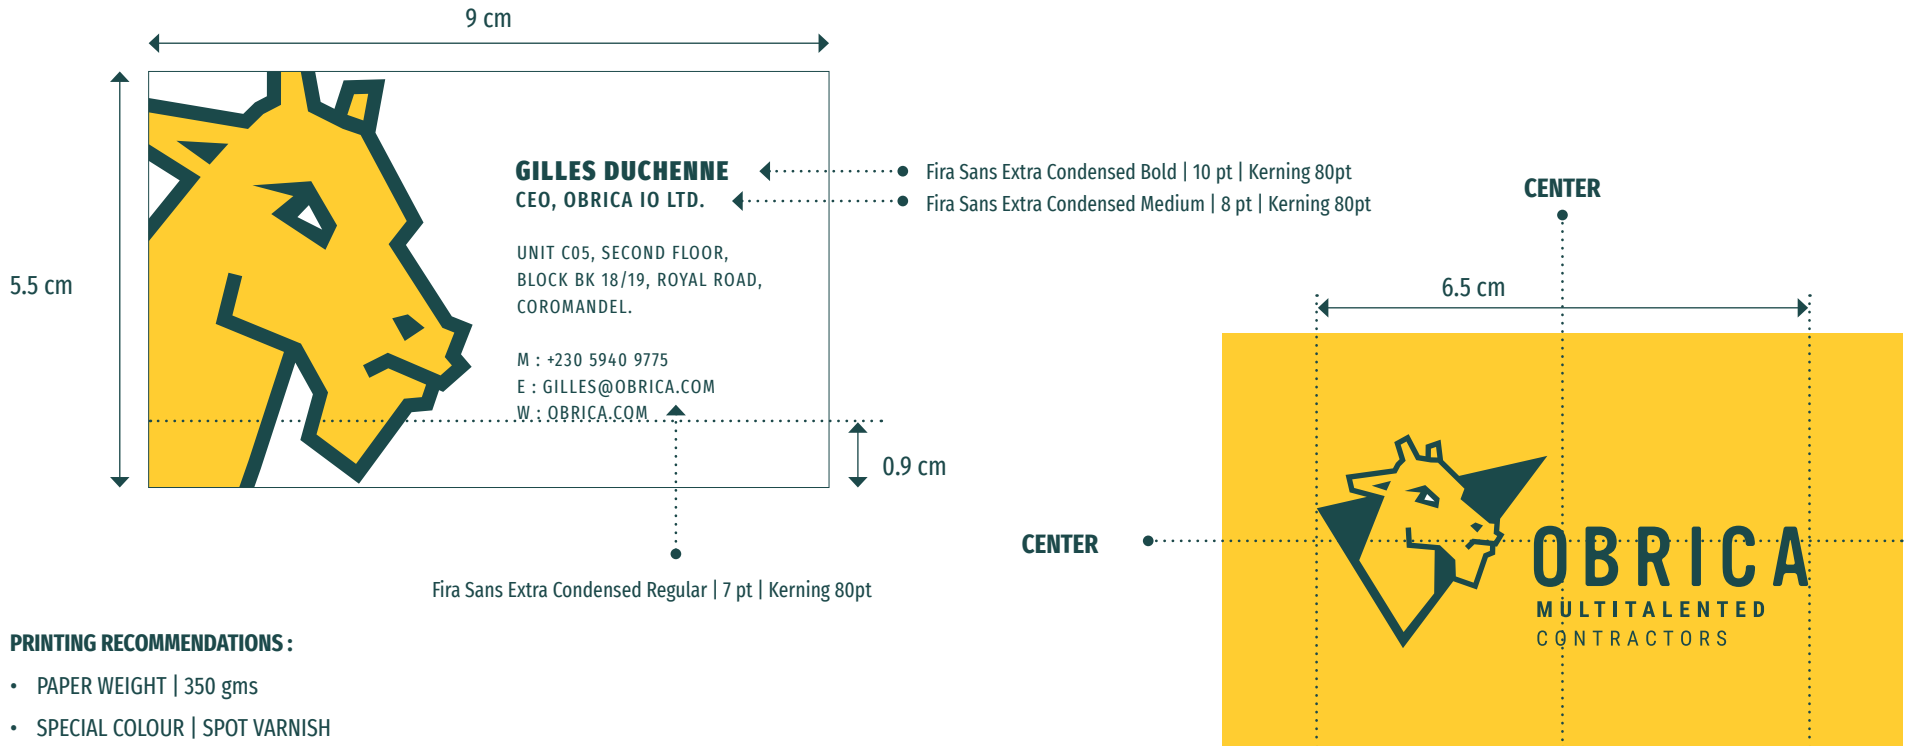 9 cm
5.5 cm
GILLES DUCHENNE
CEO, OBRICA IO LTD.
UNIT C05, SECOND FLOOR,
BLOCK BK 18/19, ROYAL ROAD,
COROMANDEL.
M : +230 5940 9775
E : GILLES@OBRICA.COM
W : OBRICA.COM
Fira Sans Extra Condensed Bold | 10 pt | Kerning 80pt
Fira Sans Extra Condensed Medium | 8 pt | Kerning 80pt
0.9 cm
Fira Sans Extra Condensed Regular | 7 pt | Kerning 80pt
CENTER
6.5 cm
CENTER
OBRICA
MULTITALENTED
CONTRACTORS
PRINTING RECOMMENDATIONS :
• PAPER WEIGHT | 350 gms
• SPECIAL COLOUR | SPOT VARNISH